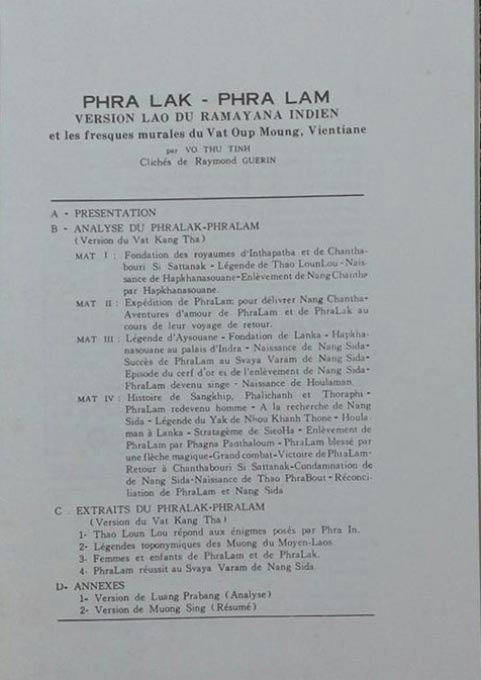 PHRA LAK - PHRA LAM
VERSION LAO DU RAMAYANA INDIEN
et les fresques murales du Vat Oup Moung, Vientiane
par VO THU TINH
Clichés de Raymond GUERIN
A - PRESENTATION
B - ANALYSE DU PHRALAK-PHRALAM
(Version du Vat Kang Tha)
MAT I : Fondation des royaumes d'Inthapatha et de Chantha-
bouri Si Sattanak - Légende de Thao LounLou - Nais-
sance de Hapkhanasouane-Enlèvement de Nang Chantha
par Hapkhanasouane.
MAT II : Expédition de PhraLam pour délivrer Nang Chantha-
Aventures d'amour de PhraLam et de PhraLak au
cours de leur voyage de retour.
MAT III : Légende d'Aysouane - Fondation de Lanka - Hapkha-
nasouane au palais d'Indra - Naissance de Nang Sida-
Succès de PhraLam au Svaya Varam de Nang Sida-
Episode du cerf d'or et de l'enlèvement de Nang Sida-
PhraLam devenu singe - Naissance de Houlaman.
MAT IV : Histoire de Sangkhip, Phalichanh et Thoraphi -
PhraLam redevenu homme - A la recherche de Nang
Sida - Légende du Yak de Nhou Khanh Thone - Houla-
man à Lanka - Stratagème de SieoHa - Enlèvement de
PhraLam par Phagna Pattaloum - PhraLam blessé par
une flèche magique-Grand combat-Victoire de PhraLam-
Retour à Chanthabouri Si Sattanak-Condamnation de
de Nang Sida-Naissance de Thao PhraBout - Réconci-
liation de PhraLam et Nang Sida
C . EXTRAITS DU PHRALAK-PHRALAM
(Version du Vat Kang Tha)
1- Thao Loun Lou répond aux énigmes posés par Phra In.
2- Légendes toponymiques des Muong du Moyen-Laos.
3- Femmes et enfants de PhraLam et de PhraLak.
4- PhraLam réussit au Svaya Varam de Nang Sida.
D- ANNEXES
1- Version de Luang Prabang (Analyse)
2- Version de Muong Sing (Résumé)